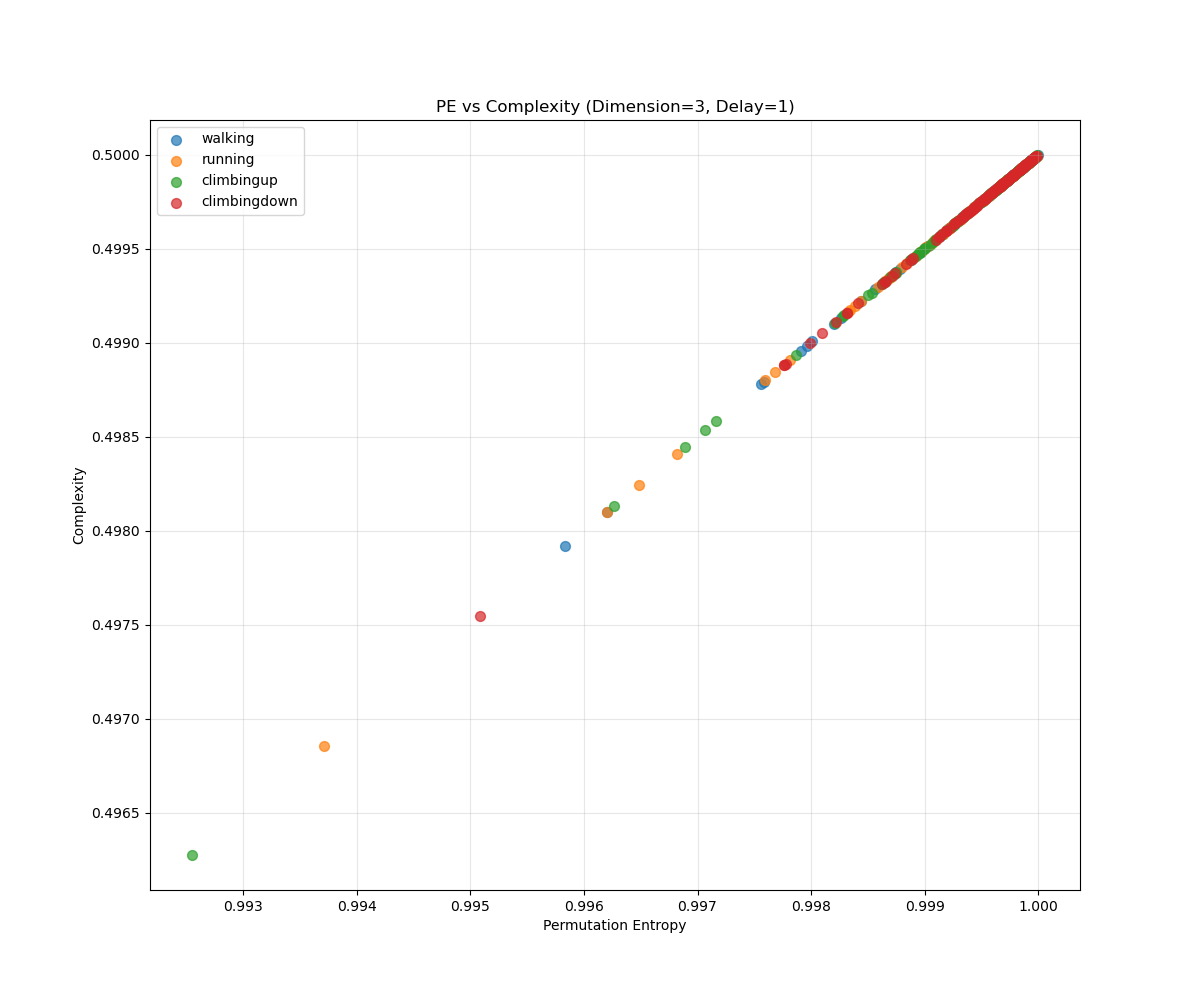 PE vs Complexity (Dimension=3, Delay=1)
walking
running
climbingup
climbingdown
0.5000
0.4995
0.4990
0.4985
0.4980
0.4975
0.4970
0.4965
Complexity
0.993 0.994 0.995 0.996 0.997 0.998 0.999 1.000
Permutation Entropy